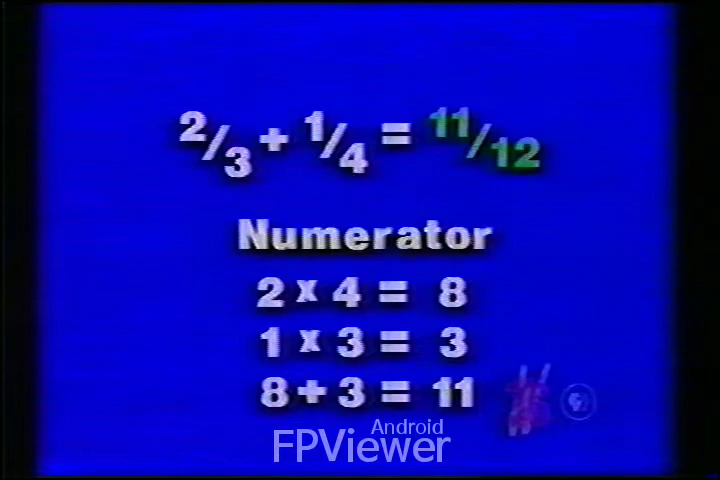 2/3 + 1/4 = 11/12
Numerator
2 x 4 = 8
1 x 3 = 3
8 + 3 = 11
Android
FPViewer